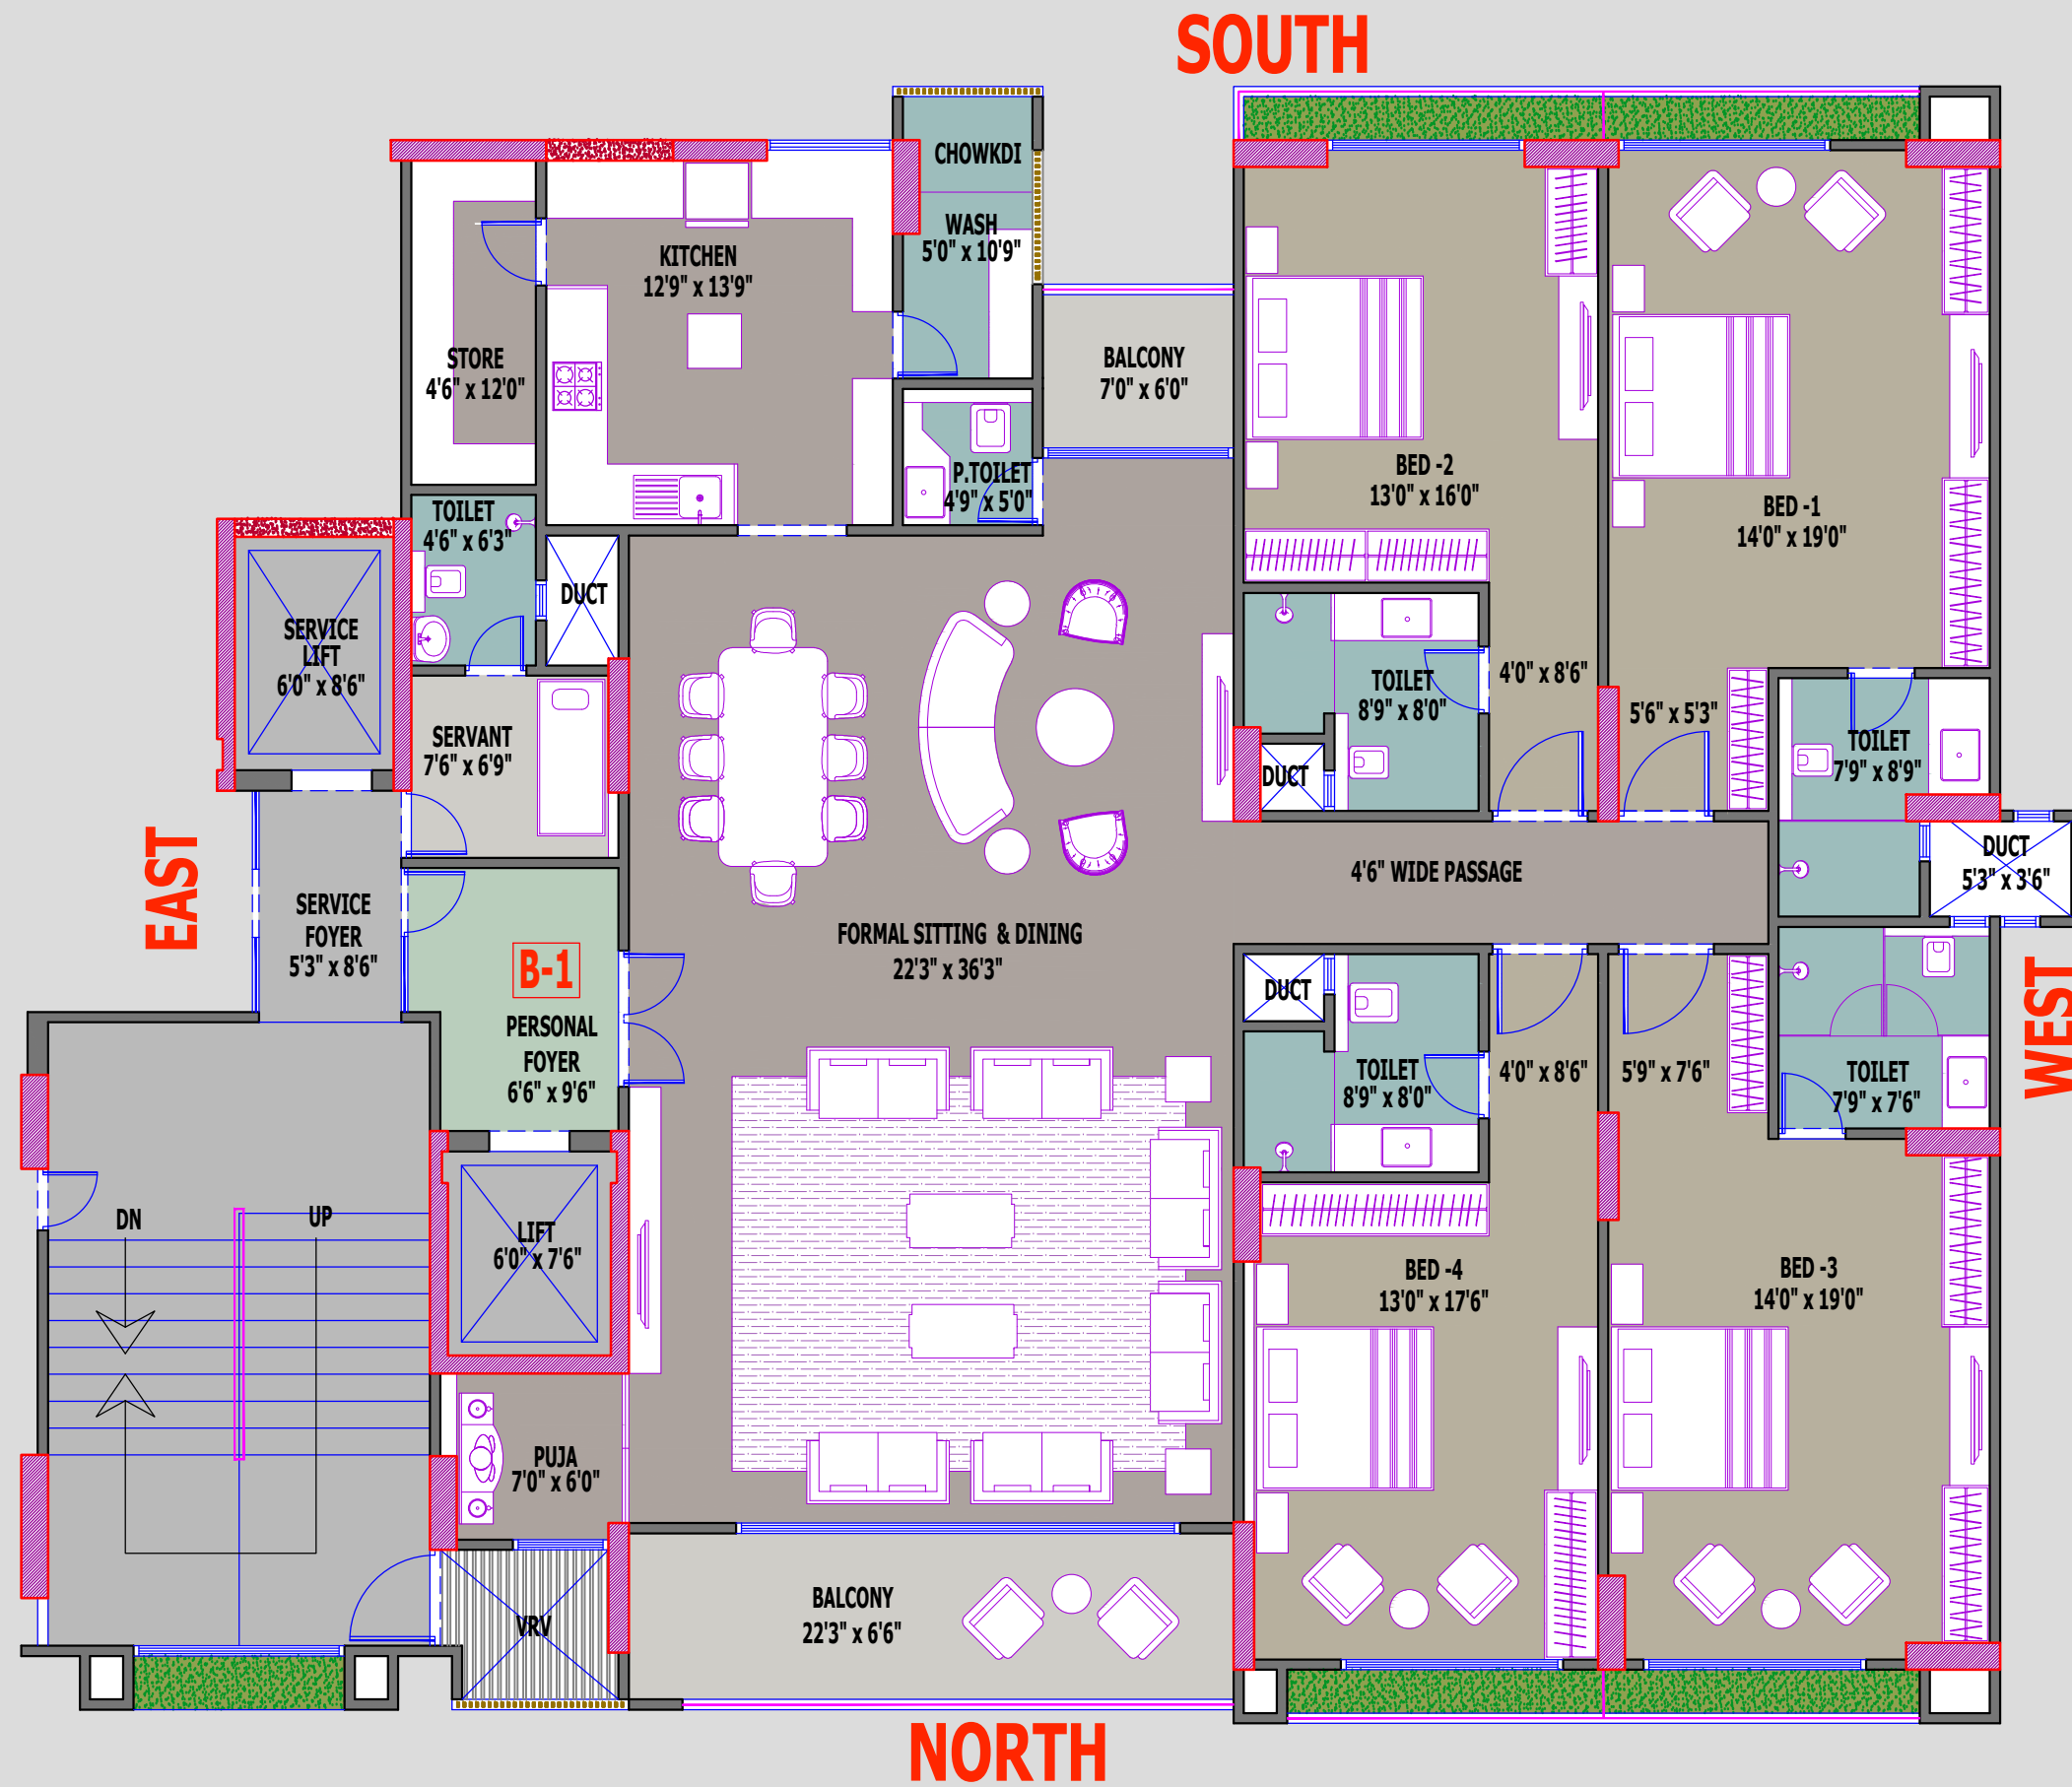 SOUTH
CHOWKDI
WASH
5'0" x 10'9"
KITCHEN
12'9" x 13'9"
STORE
4'6" x 12'0"
BALCONY
7'0" x 6'0"
BED -2
13'0" x 16'0"
BED -1
14'0" x 19'0"
P.TOILET
4'9" x 5'0"
TOILET
4'6" x 6'3"
DUCT
SERVICE
LIFT
6'0" x 8'6"
SERVANT
7'6" x 6'9"
TOILET
8'9" x 8'0"
4'0" x 8'6"
5'6" x 5'3"
TOILET
7'9" x 8'9"
DUCT
DUCT
5'3" x 3'6"
4'6" WIDE PASSAGE
EAST
SERVICE
FOYER
5'3" x 8'6"
FORMAL SITTING & DINING
22'3" x 36'3"
B-1
PERSONAL
FOYER
6'6" x 9'6"
DUCT
TOILET
8'9" x 8'0"
4'0" x 8'6"
5'9" x 7'6"
TOILET
7'9" x 7'6"
WEST
DN
UP
LIFT
6'0" x 7'6"
BED -4
13'0" x 17'6"
BED -3
14'0" x 19'0"
PUJA
7'0" x 6'0"
VRV
BALCONY
22'3" x 6'6"
NORTH